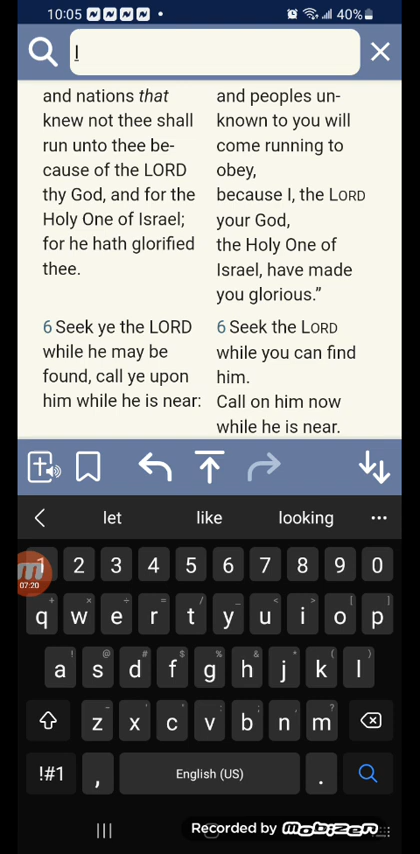 10:05 N N N N • 40%
l
and nations that
knew not thee shall
run unto thee be-
cause of the LORD
thy God, and for the
Holy One of Israel;
for he hath glorified
thee.
6 Seek ye the LORD
while he may be
found, call ye upon
him while he is near:
and peoples un-
known to you will
come running to
obey,
because I, the LORD
your God,
the Holy One of
Israel, have made
you glorious.”
6 Seek the LORD
while you can find
him.
Call on him now
while he is near.
let like looking
1 2 3 4 5 6 7 8 9 0
m
07:20
q w e r t y u i o p
a s d f g h j k l
z x c v b n m
!#1 , English (US) .
Recorded by mobizen